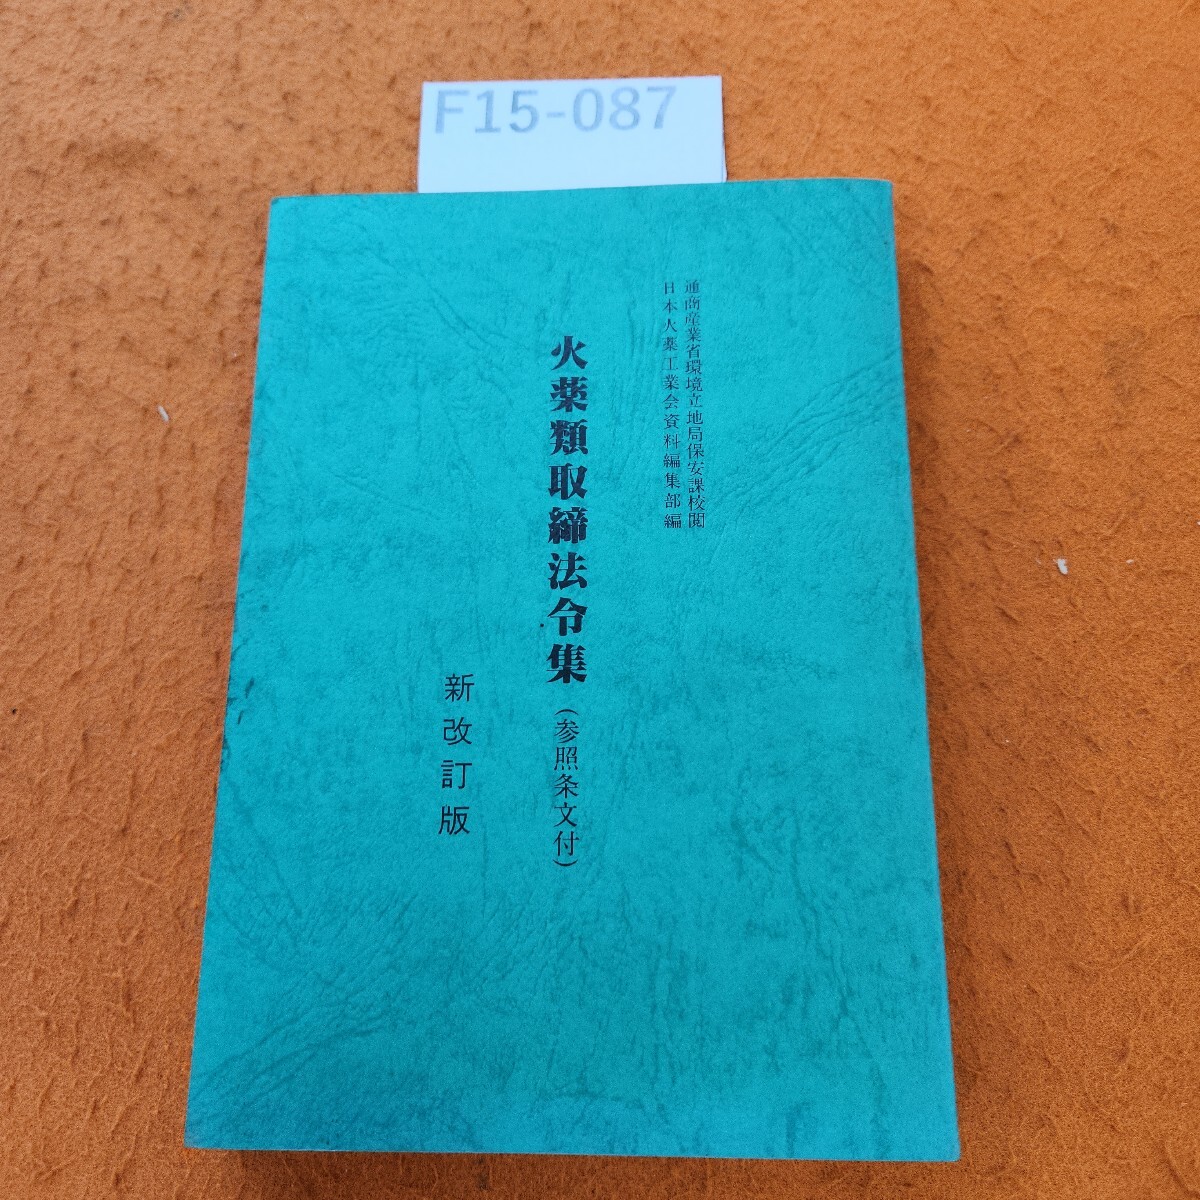 F15-087
通商産業省環境立地局保安課校閲
日本火薬工業会資料編集部編
火薬類取締法令集(参照条文付)
新改訂版